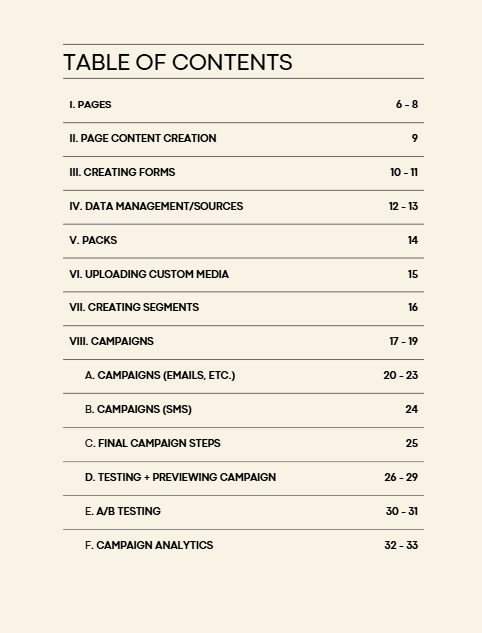 TABLE OF CONTENTS
I. PAGES 6 - 8
II. PAGE CONTENT CREATION 9
III. CREATING FORMS 10 - 11
IV. DATA MANAGEMENT/SOURCES 12 - 13
V. PACKS 14
VI. UPLOADING CUSTOM MEDIA 15
VII. CREATING SEGMENTS 16
VIII. CAMPAIGNS 17 - 19
A. CAMPAIGNS (EMAILS, ETC.) 20 - 23
B. CAMPAIGNS (SMS) 24
C. FINAL CAMPAIGN STEPS 25
D. TESTING + PREVIEWING CAMPAIGN 26 - 29
E. A/B TESTING 30 - 31
F. CAMPAIGN ANALYTICS 32 - 33